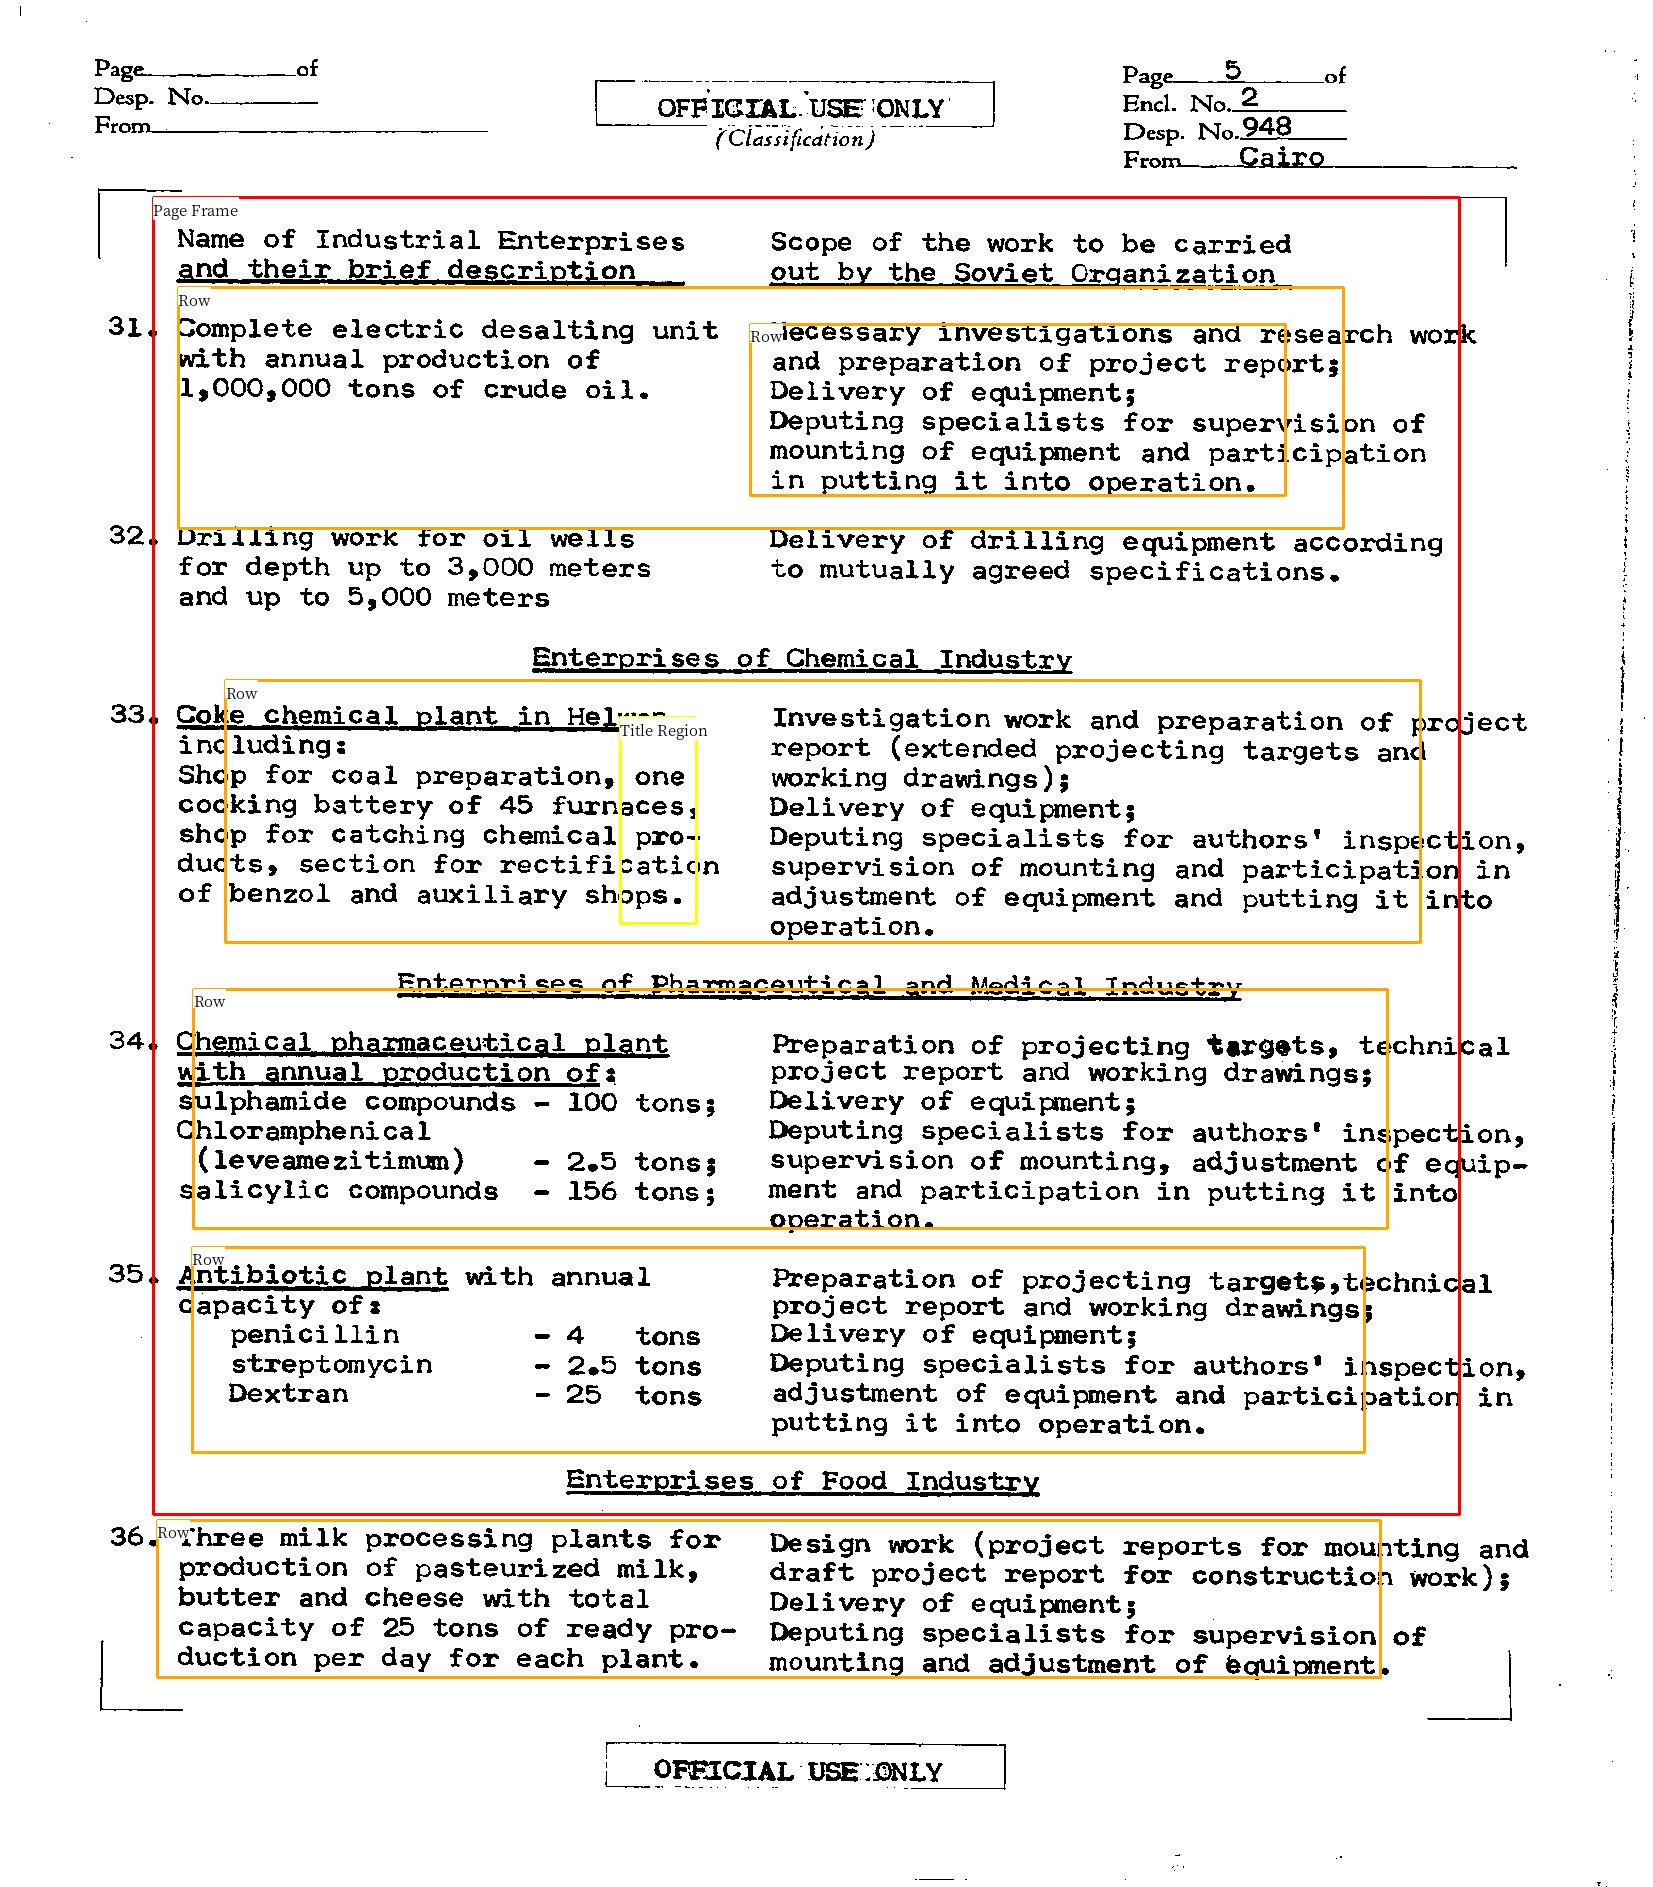 Page of
Desp. No.
From
OFFICIAL USE ONLY
(Classification)
Page 5 of
Encl. No. 2
Desp. No. 948
From Cairo
Page Frame
Name of Industrial Enterprises
and their brief description
Scope of the work to be carried
out by the Soviet Organization
Row
31. Complete electric desalting unit
with annual production of
1,000,000 tons of crude oil.
Row
Necessary investigations and research work
and preparation of project report;
Delivery of equipment;
Deputing specialists for supervision of
mounting of equipment and participation
in putting it into operation.
32. Drilling work for oil wells
for depth up to 3,000 meters
and up to 5,000 meters
Delivery of drilling equipment according
to mutually agreed specifications.
Enterprises of Chemical Industry
Row
33. Coke chemical plant in Helwan
Title Region
including:
Shop for coal preparation, one
cooking battery of 45 furnaces,
shop for catching chemical pro-
ducts, section for rectification
of benzol and auxiliary shops.
Investigation work and preparation of project
report (extended projecting targets and
working drawings);
Delivery of equipment;
Deputing specialists for authors' inspection,
supervision of mounting and participation in
adjustment of equipment and putting it into
operation.
Enterprises of Pharmaceutical and Medical Industry
Row
34. Chemical pharmaceutical plant
with annual production of:
sulphamide compounds - 100 tons;
Chloramphenical
(leveamezitimum) - 2.5 tons;
salicylic compounds - 156 tons;
Preparation of projecting targets, technical
project report and working drawings;
Delivery of equipment;
Deputing specialists for authors' inspection,
supervision of mounting, adjustment of equip-
ment and participation in putting it into
operation.
Row
35. Antibiotic plant with annual
capacity of:
penicillin - 4 tons
streptomycin - 2.5 tons
Dextran - 25 tons
Preparation of projecting targets,technical
project report and working drawings;
Delivery of equipment;
Deputing specialists for authors' inspection,
adjustment of equipment and participation in
putting it into operation.
Enterprises of Food Industry
Row
36. Three milk processing plants for
production of pasteurized milk,
butter and cheese with total
capacity of 25 tons of ready pro-
duction per day for each plant.
Design work (project reports for mounting and
draft project report for construction work);
Delivery of equipment;
Deputing specialists for supervision of
mounting and adjustment of equipment.
OFFICIAL USE ONLY